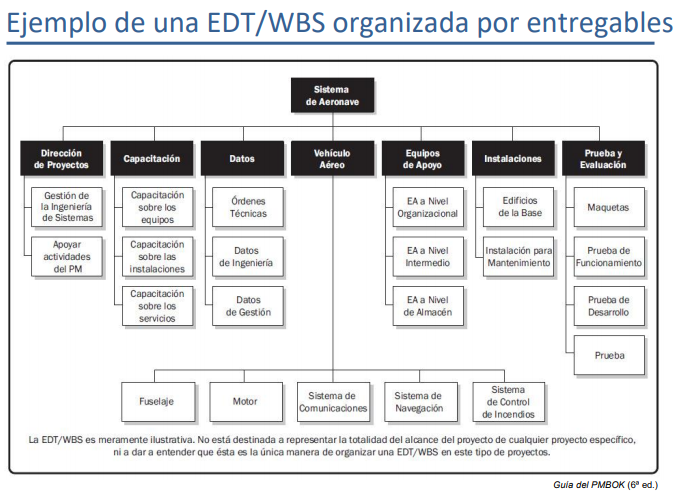 Ejemplo de una EDT/WBS organizada por entregables
Sistema
de Aeronave
Dirección
de Proyectos
Capacitación
Datos
Vehículo
Aéreo
Equipos
de Apoyo
Instalaciones
Prueba y
Evaluación
Gestión de
la Ingeniería
de Sistemas
Apoyar
actividades
del PM
Capacitación
sobre los
equipos
Capacitación
sobre las
instalaciones
Capacitación
sobre los
servicios
Órdenes
Técnicas
Datos
de Ingeniería
Datos
de Gestión
EA a Nivel
Organizacional
EA a Nivel
Intermedio
EA a Nivel
de Almacén
Edificios
de la Base
Instalación para
Mantenimiento
Maquetas
Prueba de
Funcionamiento
Prueba de
Desarrollo
Prueba
Fuselaje
Motor
Sistema de
Comunicaciones
Sistema de
Navegación
Sistema
de Control
de Incendios
La EDT/WBS es meramente ilustrativa. No está destinada a representar la totalidad del alcance del proyecto de cualquier proyecto específico,
ni a dar a entender que ésta es la única manera de organizar una EDT/WBS en este tipo de proyectos.
Guia del PMBOK (6ª ed.)